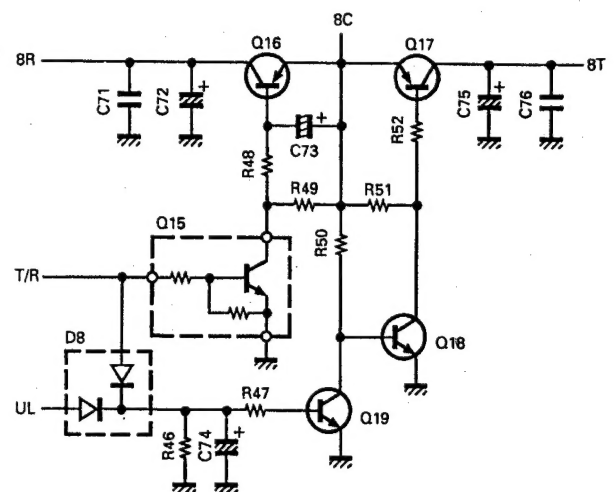 8C
Q16
Q17
8R
8T
C71
C72
+
C73
+
R52
C75
+
C76
R48
R49
R51
Q15
R50
T/R
Q18
D8
R47
UL
Q19
R46
C74
+